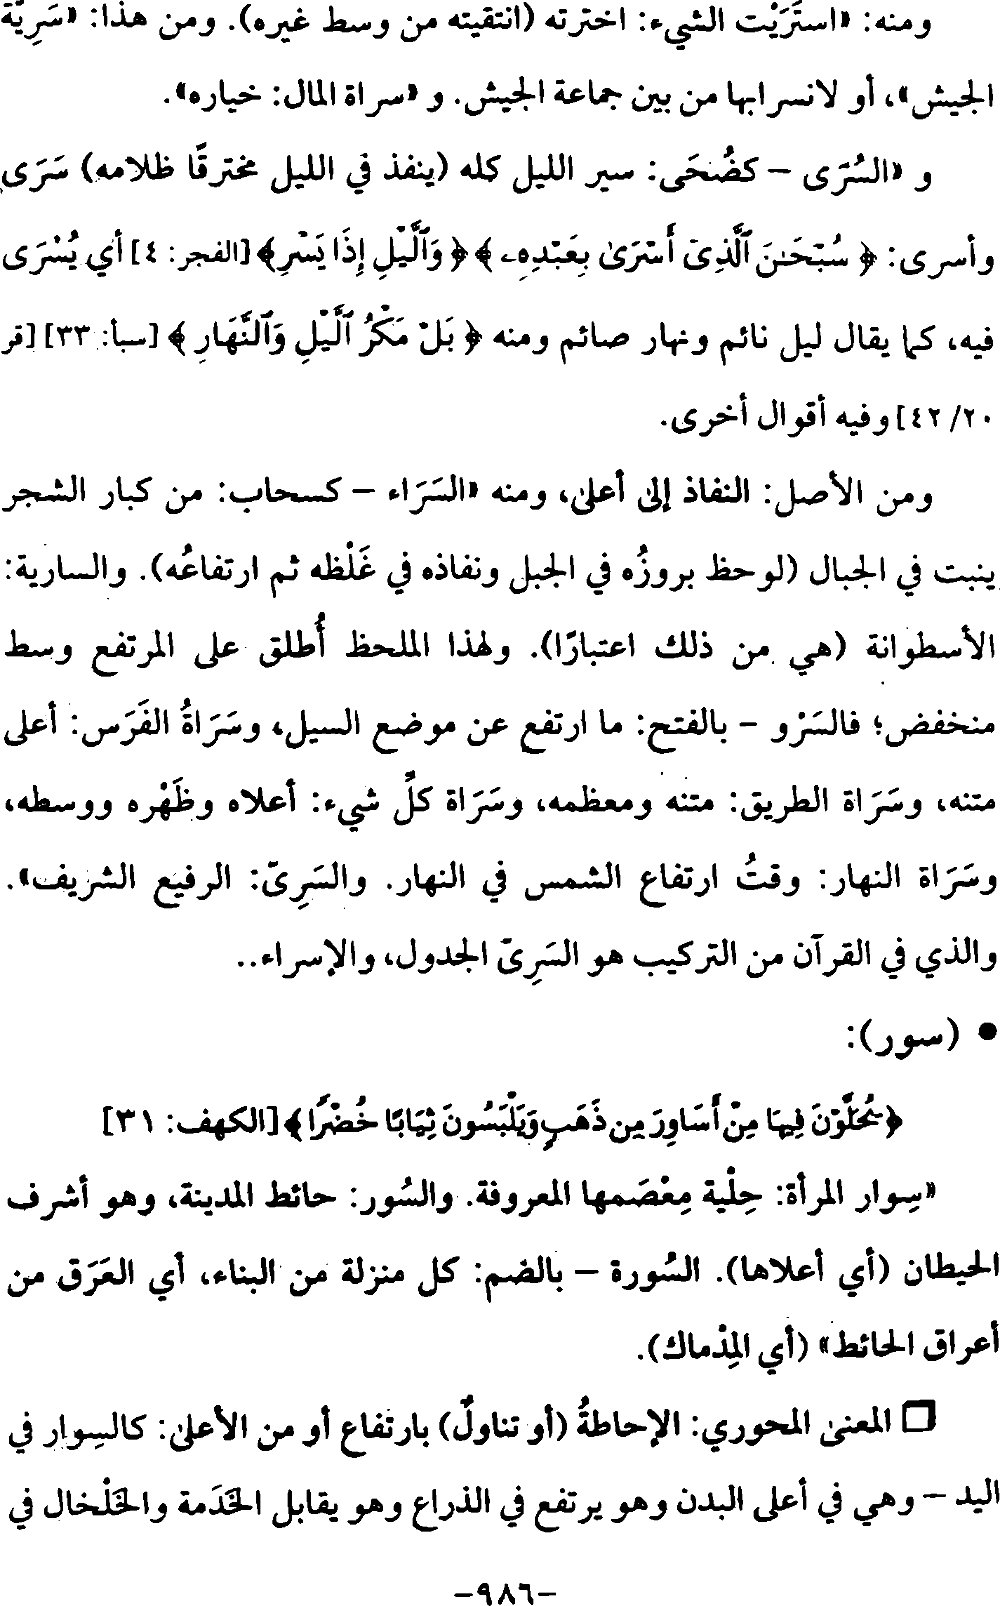 ومنه: «استَرَيْت الشيء: اخترته (انتقيته من وسط غيره). ومن هذا: «سَرِيّة
الجيش»، أو لانسرابها من بين جماعة الجيش. و «سراة المال: خياره».
و «السُرَى – كضُحَى: سير الليل كله (ينفذ في الليل مخترقًا ظلامه) سَرَى
وأسرى: ﴿ سُبْحَـٰنَ ٱلَّذِىٓ أَسْرَىٰ بِعَبْدِهِۦ ﴾ ﴿ وَٱلَّيْلِ إِذَا يَسْرِ ﴾ [الفجر: ٤] أي يُسْرَى
فيه، كما يقال ليل نائم ونهار صائم ومنه ﴿ بَلْ مَكْرُ ٱلَّيْلِ وَٱلنَّهَارِ ﴾ [سبأ: ٣٣] [قر
٢٠/ ٤٢] وفيه أقوال أخرى.
ومن الأصل: النفاذ إلى أعلى، ومنه «السَرَاء – كسحاب: من كبار الشجر
ينبت في الجبال (لوحظ بروزُه في الجبل ونفاذه في غَلْظه ثم ارتفاعُه). والسارية:
الأسطوانة (هي من ذلك اعتبارًا). ولهذا الملحظ أُطلق على المرتفع وسط
منخفض؛ فالسَرْو – بالفتح: ما ارتفع عن موضع السيل، وسَرَاةُ الفَرَس: أعلى
متنه، وسَرَاة الطريق: متنه ومعظمه، وسَرَاة كلِّ شيء: أعلاه وظَهْره ووسطه،
وسَرَاة النهار: وقتُ ارتفاع الشمس في النهار. والسَرِىّ: الرفيع الشريف».
والذي في القرآن من التركيب هو السَرِىّ الجدول، والإسراء..
• (سور):
﴿ يُحَلَّوْنَ فِيهَا مِنْ أَسَاوِرَ مِن ذَهَبٍ وَيَلْبَسُونَ ثِيَابًا خُضْرًا ﴾ [الكهف: ٣١]
«سِوار المرأة: حِلْية مِعْصَمها المعروفة. والسُور: حائط المدينة، وهو أشرف
الحيطان (أي أعلاها). السُورة – بالضم: كل منزلة من البناء، أي العَرَق من
أعراق الحائط» (أي المِدْماك).
❒ المعنى المحوري: الإحاطةُ (أو تناولٌ) بارتفاع أو من الأعلى: كالسِوار في
اليد – وهي في أعلى البدن وهو يرتفع في الذراع وهو يقابل الخَدَمة والخَلْخال في
-٩٨٦-